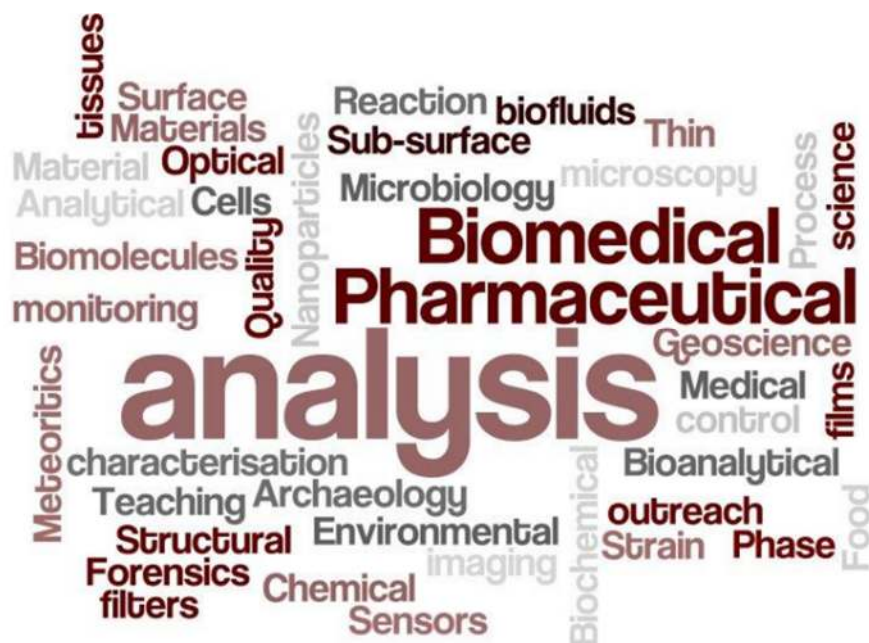 tissues
Surface
Materials
Reaction
biofluids
Sub-surface
Thin
Material
Optical
Nanoparticles
Microbiology
microscopy
Process
science
Analytical
Cells
Quality
Biomedical
Biomolecules
Pharmaceutical
monitoring
analysis
Geoscience
Meteoritics
Medical
films
control
characterisation
Biochemical
Bioanalytical
Teaching
Archaeology
Food
outreach
Structural
Environmental
Strain
Phase
Forensics
imaging
filters
Chemical
Sensors